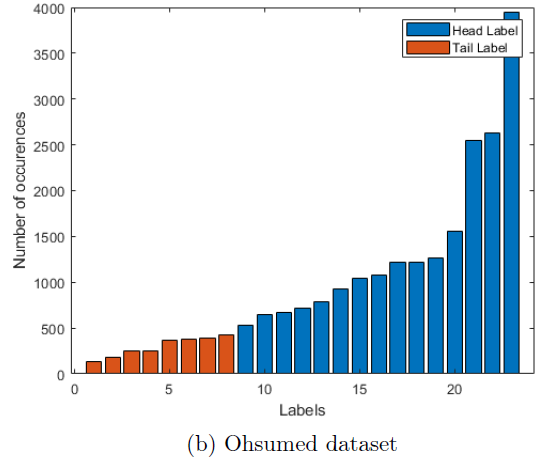 4000
3500
3000
2500
2000
1500
1000
500
0
Number of occurences
Head Label
Tail Label
0 5 10 15 20
Labels
(b) Ohsumed dataset